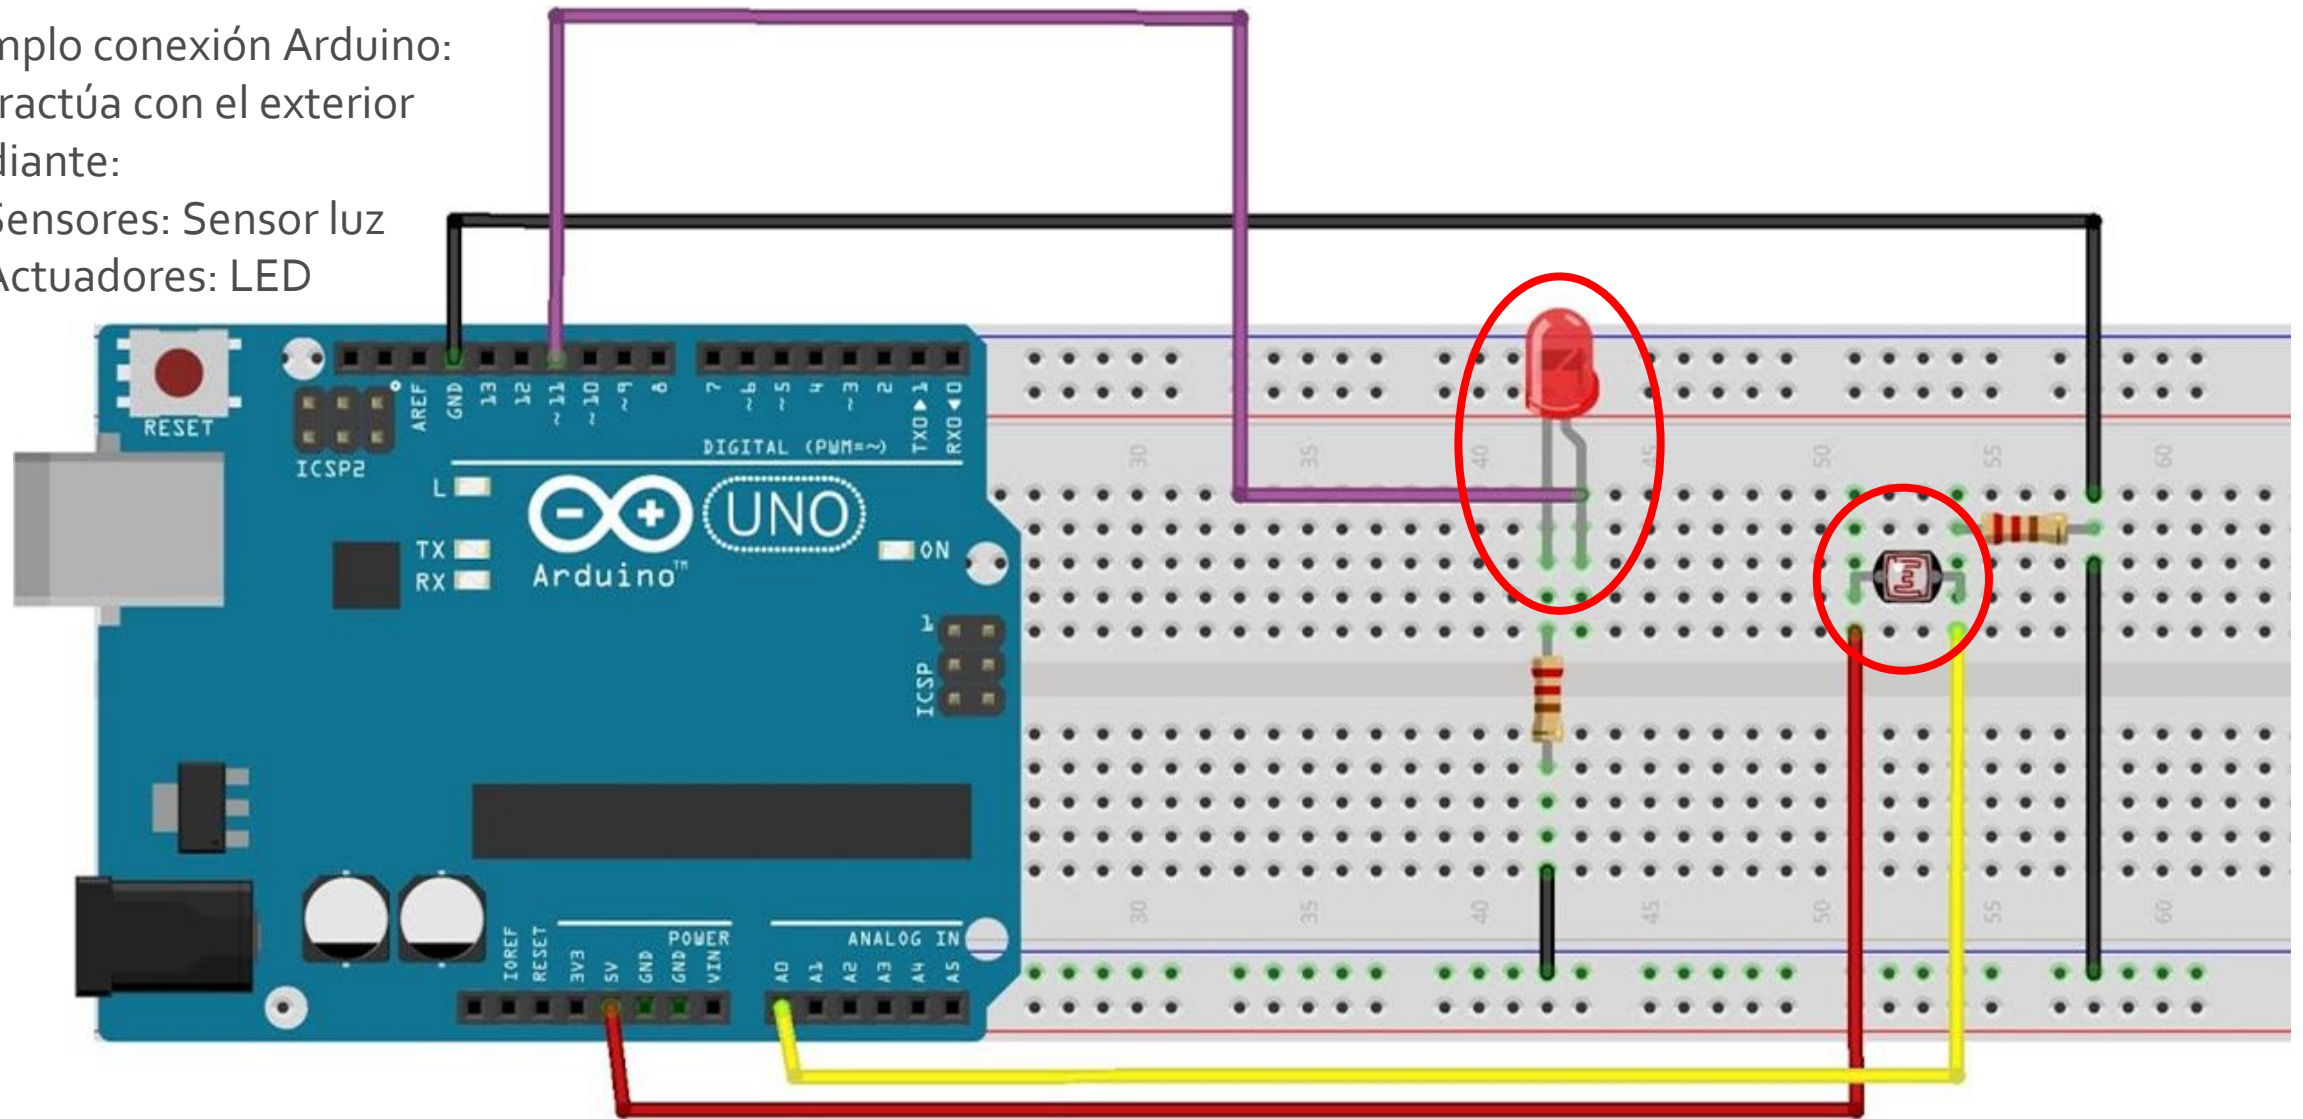 mplo conexión Arduino:
ractúa con el exterior
diante:
Sensores: Sensor luz
Actuadores: LED
RESET
ICSP2
AREF
GND
13
12
~11
~10
~9
8
7
~6
~5
4
~3
2
TX0▶1
RX0◀0
DIGITAL (PWM=~)
L
TX
RX
UNO
Arduino™
ON
1
ICSP
30
35
40
45
50
55
60
30
35
40
45
50
55
60
POWER
ANALOG IN
IOREF
RESET
3V3
5V
GND
GND
VIN
A0
A1
A2
A3
A4
A5